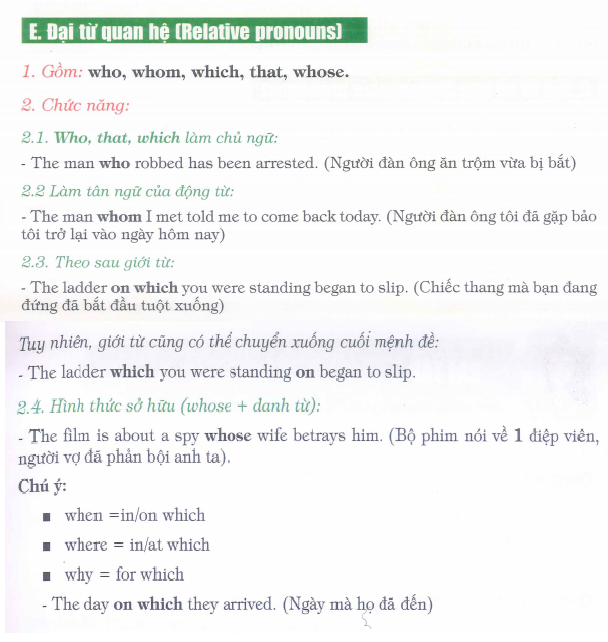 E. Đại từ quan hệ (Relative pronouns)
1. Gồm: who, whom, which, that, whose.
2. Chức năng:
2.1. Who, that, which làm chủ ngữ:
- The man who robbed has been arrested. (Người đàn ông ăn trộm vừa bị bắt)
2.2 Làm tân ngữ của động từ:
- The man whom I met told me to come back today. (Người đàn ông tôi đã gặp bảo
tôi trở lại vào ngày hôm nay)
2.3. Theo sau giới từ:
- The ladder on which you were standing began to slip. (Chiếc thang mà bạn đang
đứng đã bắt đầu tuột xuống)
Tuy nhiên, giới từ cũng có thể chuyển xuống cuối mệnh đề:
- The ladder which you were standing on began to slip.
2.4. Hình thức sở hữu (whose + danh từ):
- The film is about a spy whose wife betrays him. (Bộ phim nói về 1 điệp viên,
người vợ đã phản bội anh ta).
Chú ý:
■ when =in/on which
■ where = in/at which
■ why = for which
- The day on which they arrived. (Ngày mà họ đã đến)